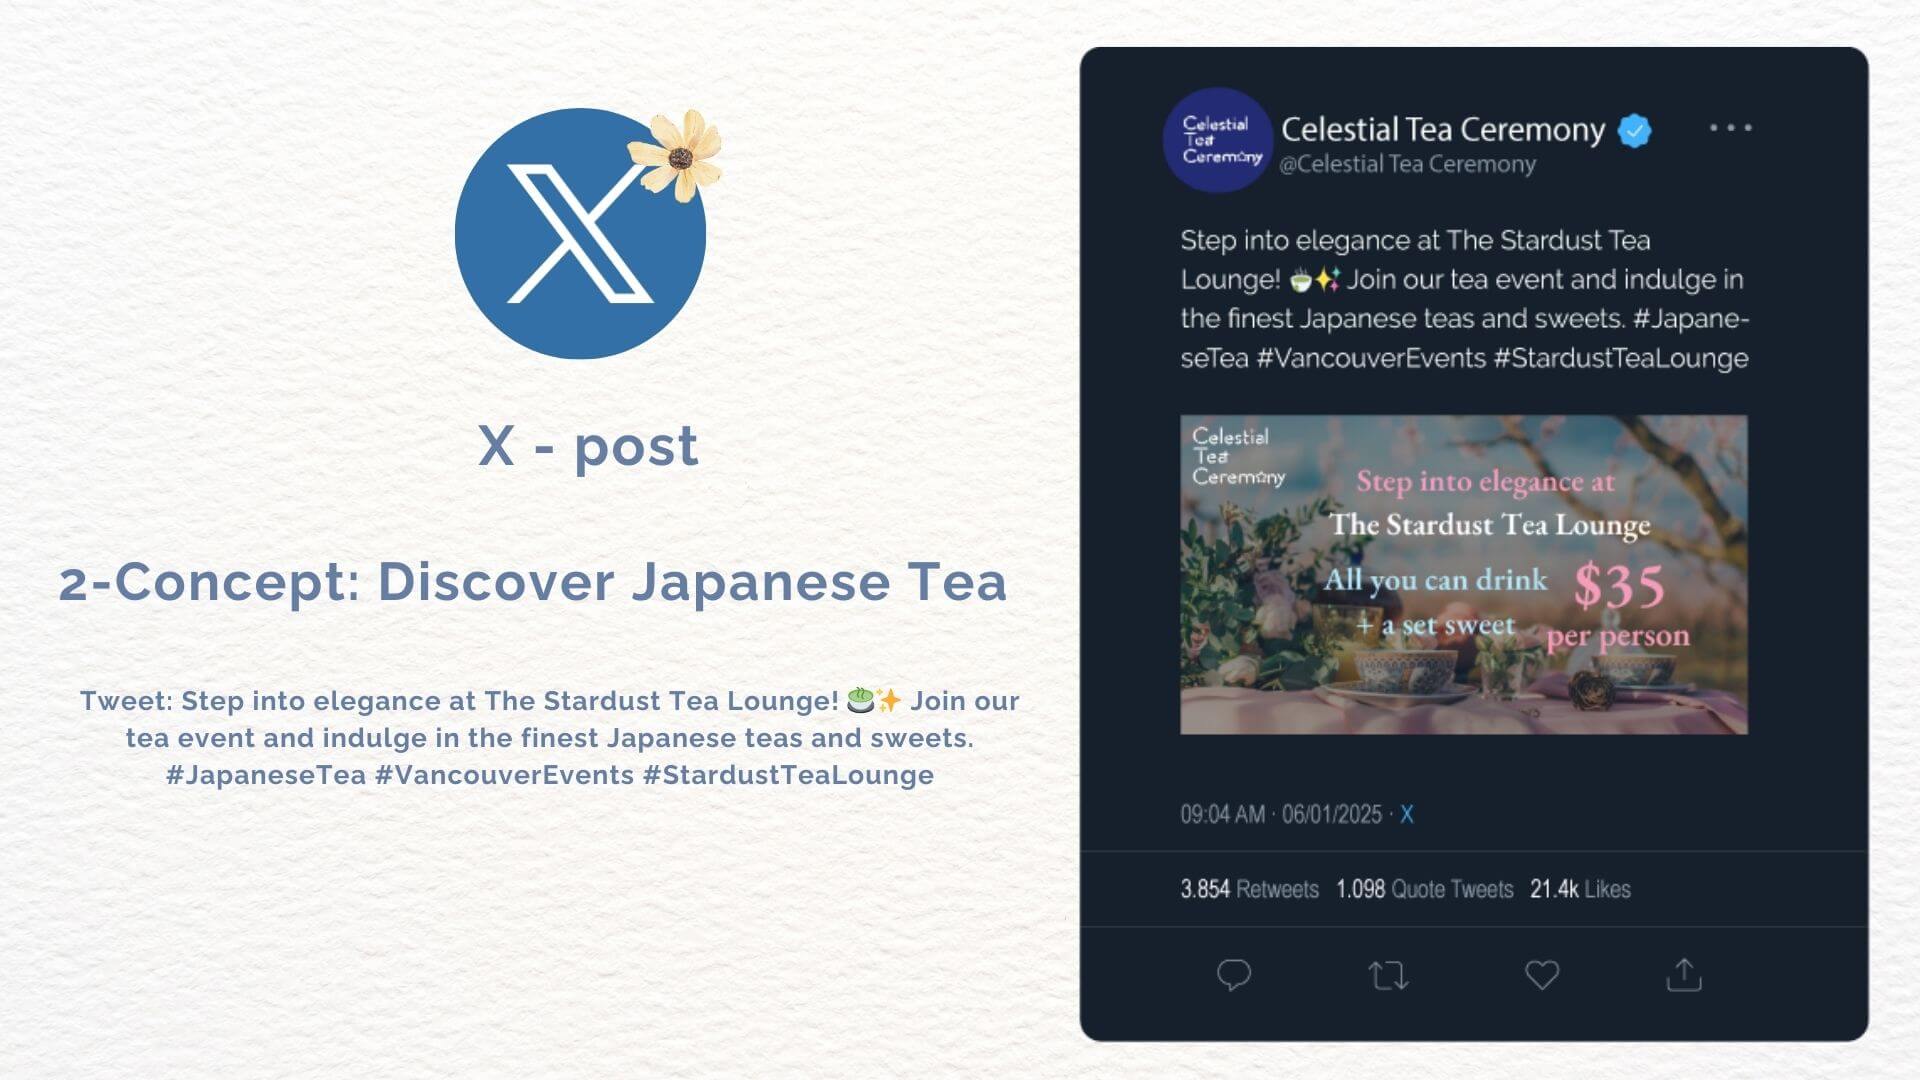 X - post
2-Concept: Discover Japanese Tea
Tweet: Step into elegance at The Stardust Tea Lounge! 🍵✨ Join our
tea event and indulge in the finest Japanese teas and sweets.
#JapaneseTea #VancouverEvents #StardustTeaLounge
Celestial
Tea
Ceremony
Celestial Tea Ceremony
@Celestial Tea Ceremony
Step into elegance at The Stardust Tea
Lounge! 🍵✨ Join our tea event and indulge in
the finest Japanese teas and sweets. #Japane-
seTea #VancouverEvents #StardustTeaLounge
Celestial
Tea
Ceremony
Step into elegance at
The Stardust Tea Lounge
All you can drink
+ a set sweet
$35
per person
09:04 AM · 06/01/2025 · X
3.854 Retweets 1.098 Quote Tweets 21.4k Likes